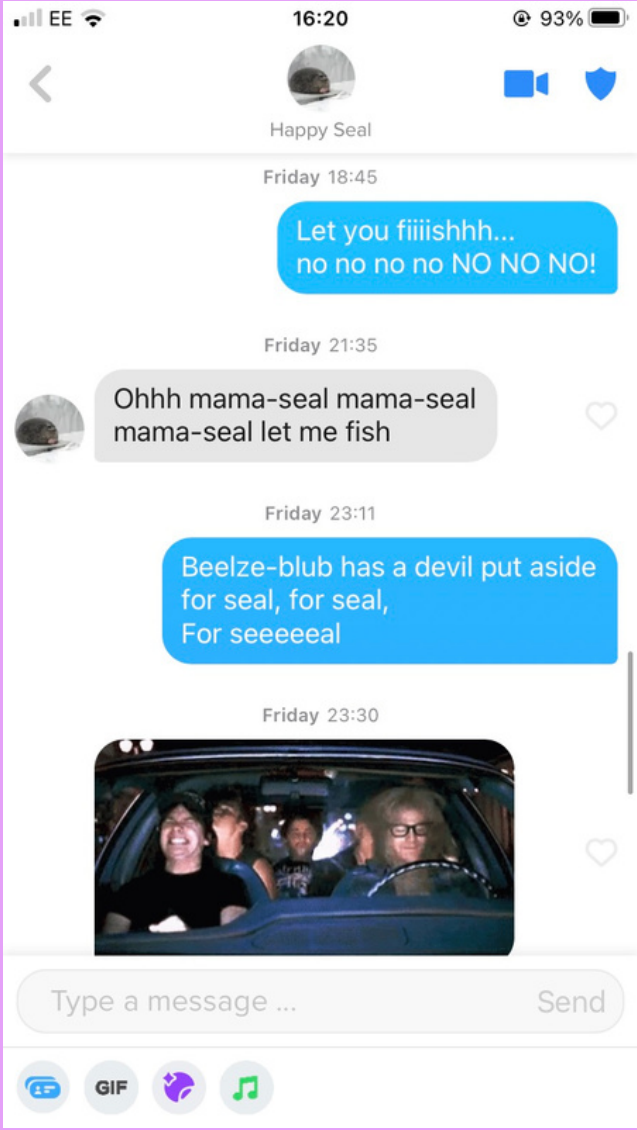 EE
16:20
93%
Happy Seal
Friday 18:45
Let you fiiiishhh...
no no no no NO NO NO!
Friday 21:35
Ohhh mama-seal mama-seal
mama-seal let me fish
Friday 23:11
Beelze-blub has a devil put aside
for seal, for seal,
For seeeeeal
Friday 23:30
Type a message ...
Send
GIF